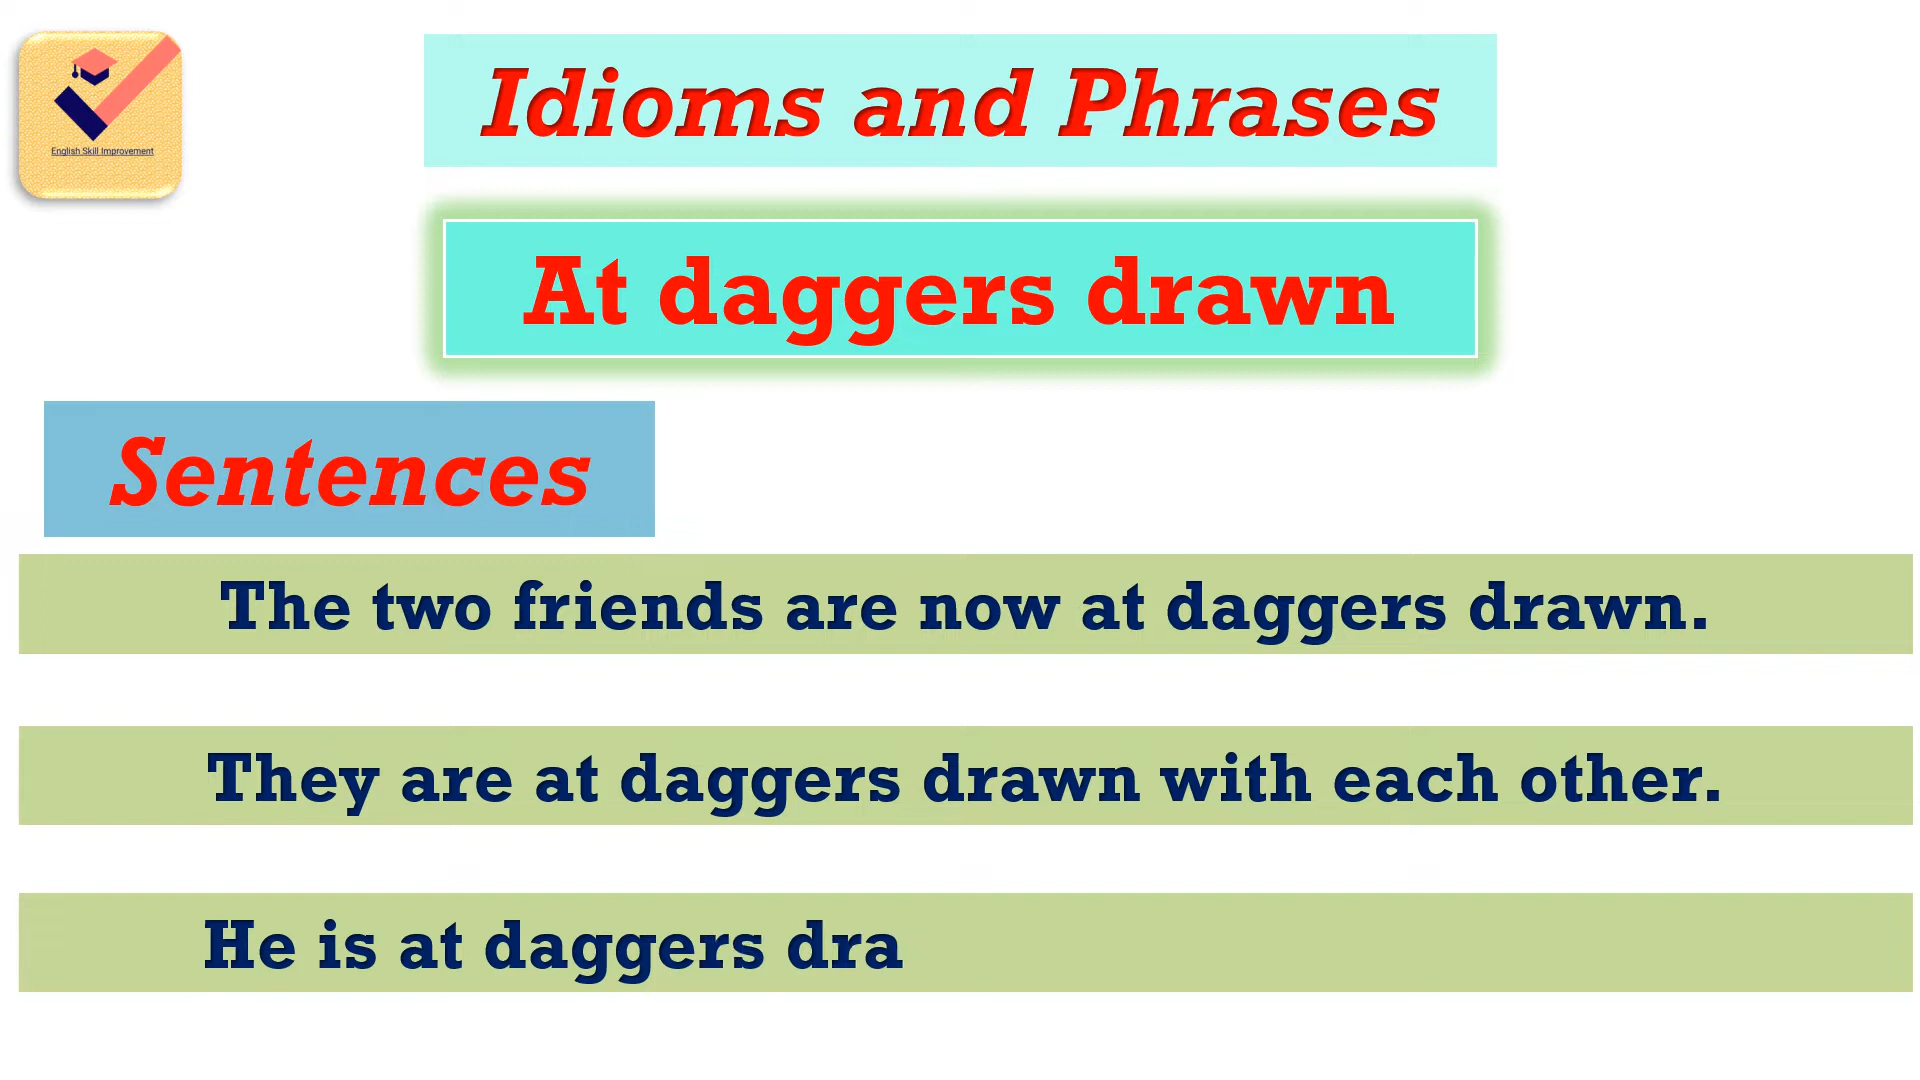 English Skill Improvement
Idioms and Phrases
At daggers drawn
Sentences
The two friends are now at daggers drawn.
They are at daggers drawn with each other.
He is at daggers dra